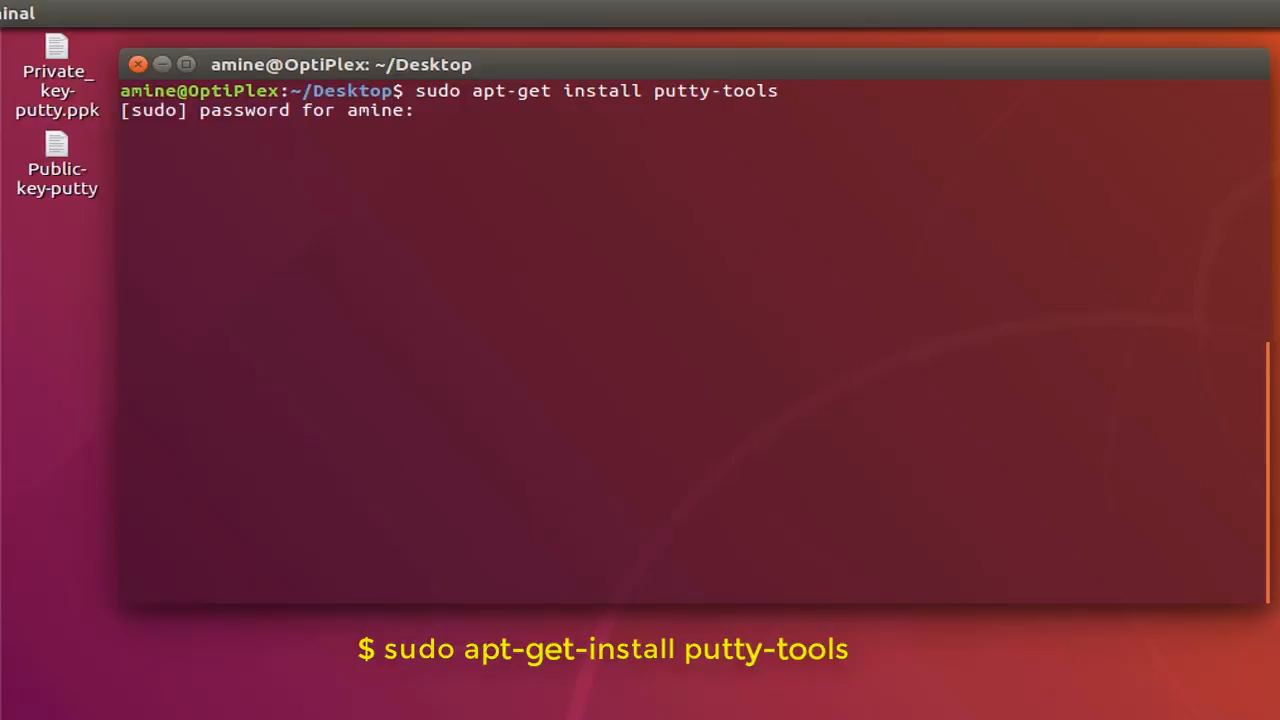 inal
Private_
key-
putty.ppk
Public-
key-putty
amine@OptiPlex: ~/Desktop
amine@OptiPlex:~/Desktop$ sudo apt-get install putty-tools
[sudo] password for amine:
$ sudo apt-get-install putty-tools